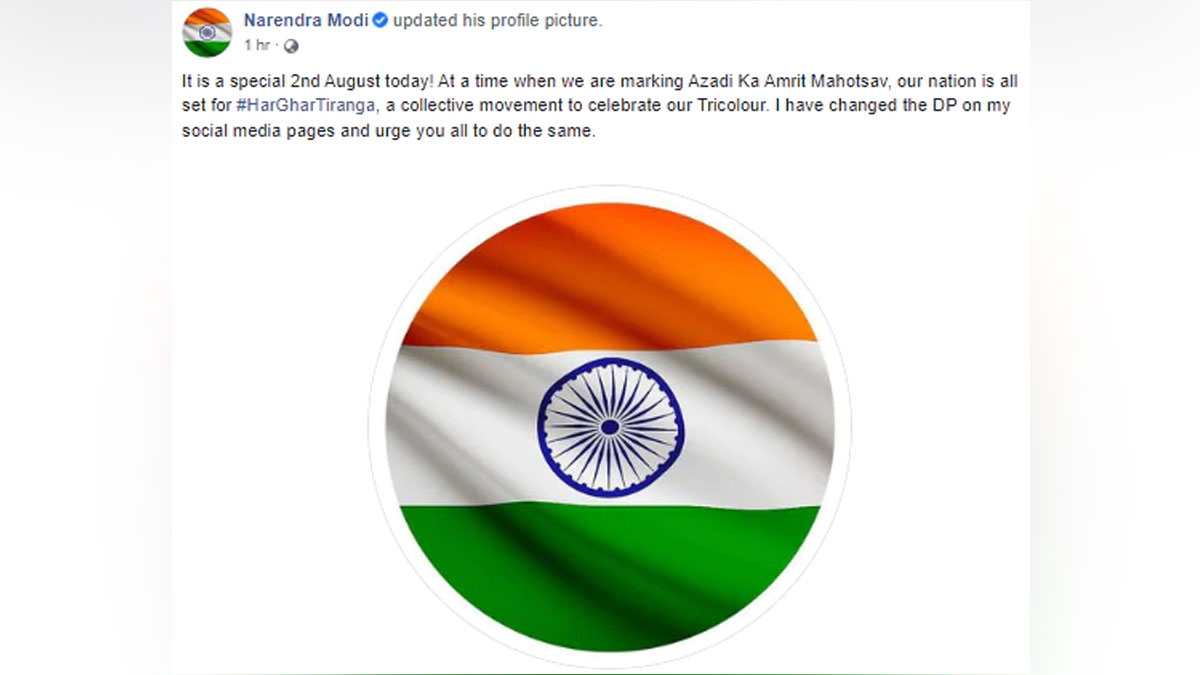 Narendra Modi updated his profile picture.
1 hr ·
It is a special 2nd August today! At a time when we are marking Azadi Ka Amrit Mahotsav, our nation is all
set for #HarGharTiranga, a collective movement to celebrate our Tricolour. I have changed the DP on my
social media pages and urge you all to do the same.